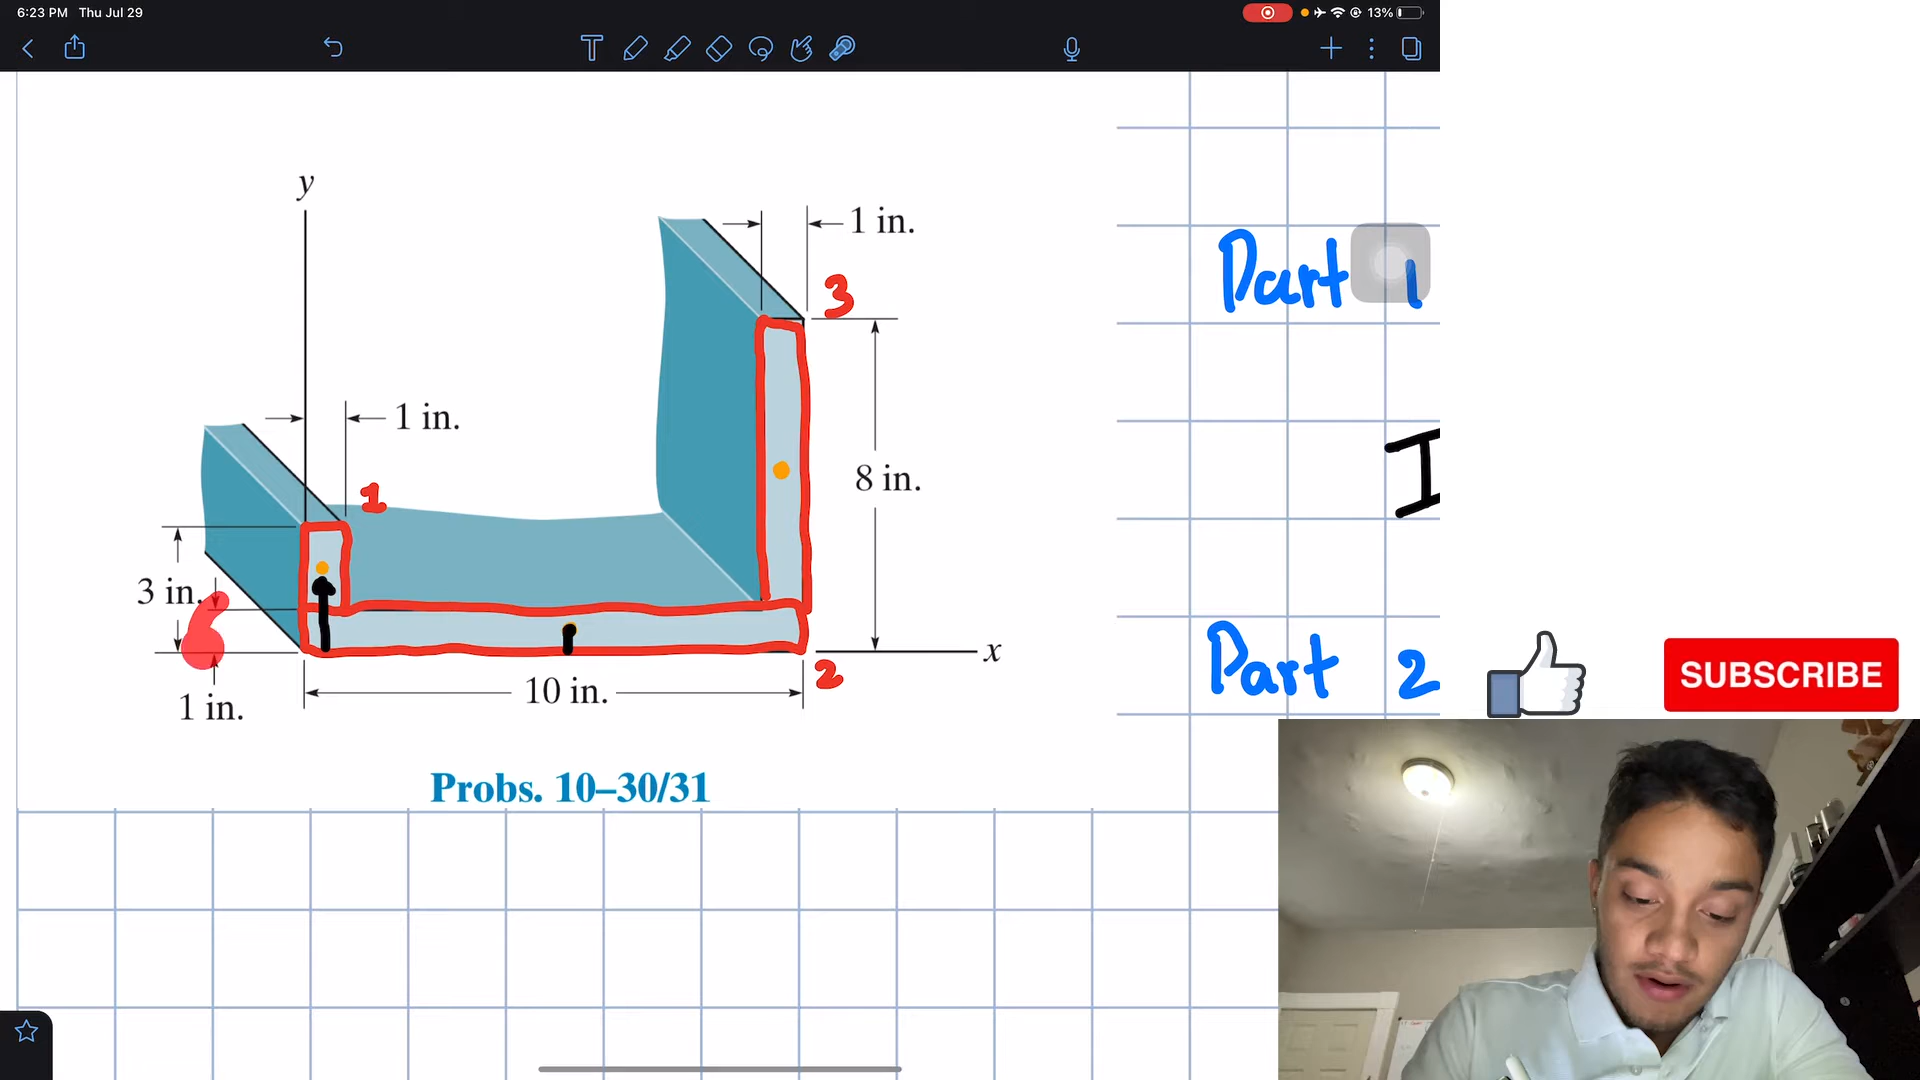 6:23 PM Thu Jul 29
13%
y
1 in.
3
Part 1
1 in.
I
1
8 in.
3 in.
x
Part 2
2
10 in.
1 in.
SUBSCRIBE
Probs. 10–30/31